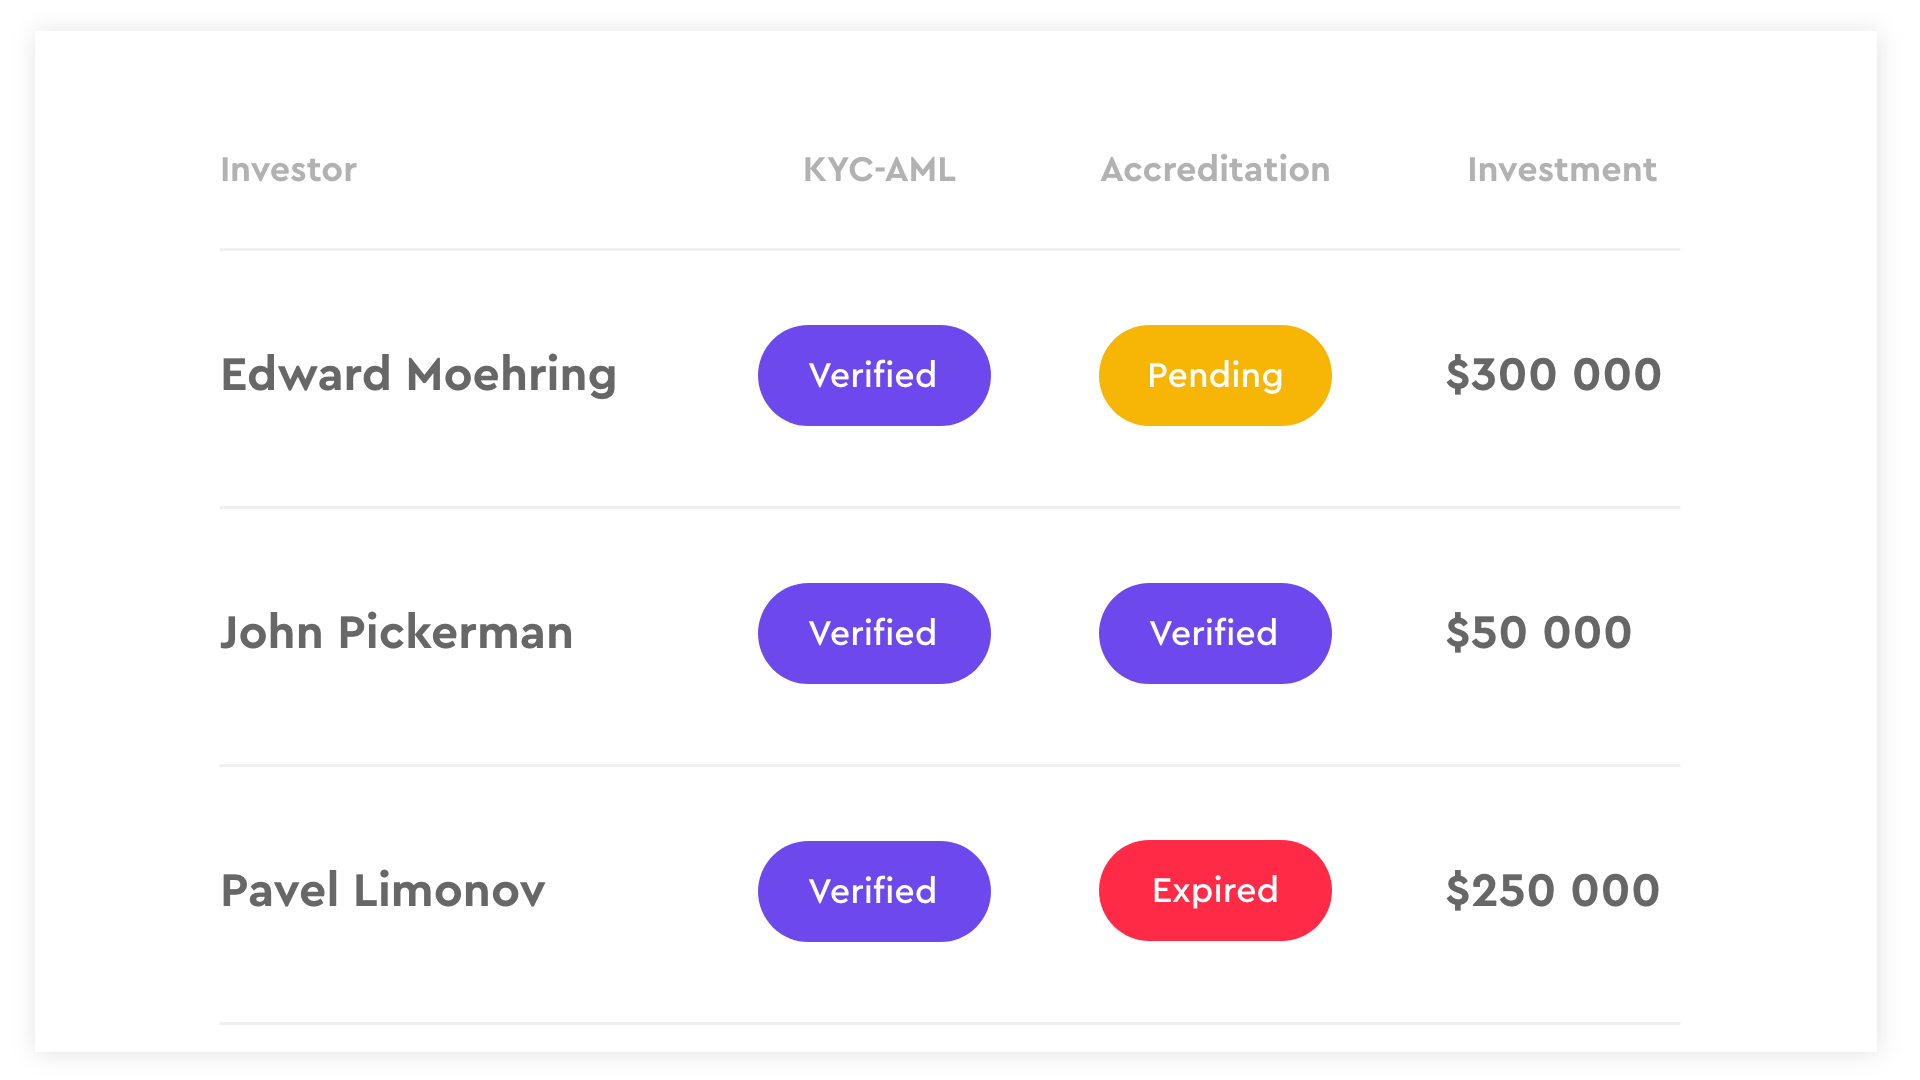 Investor KYC-AML Accreditation Investment
Edward Moehring Verified Pending $300 000
John Pickerman Verified Verified $50 000
Pavel Limonov Verified Expired $250 000